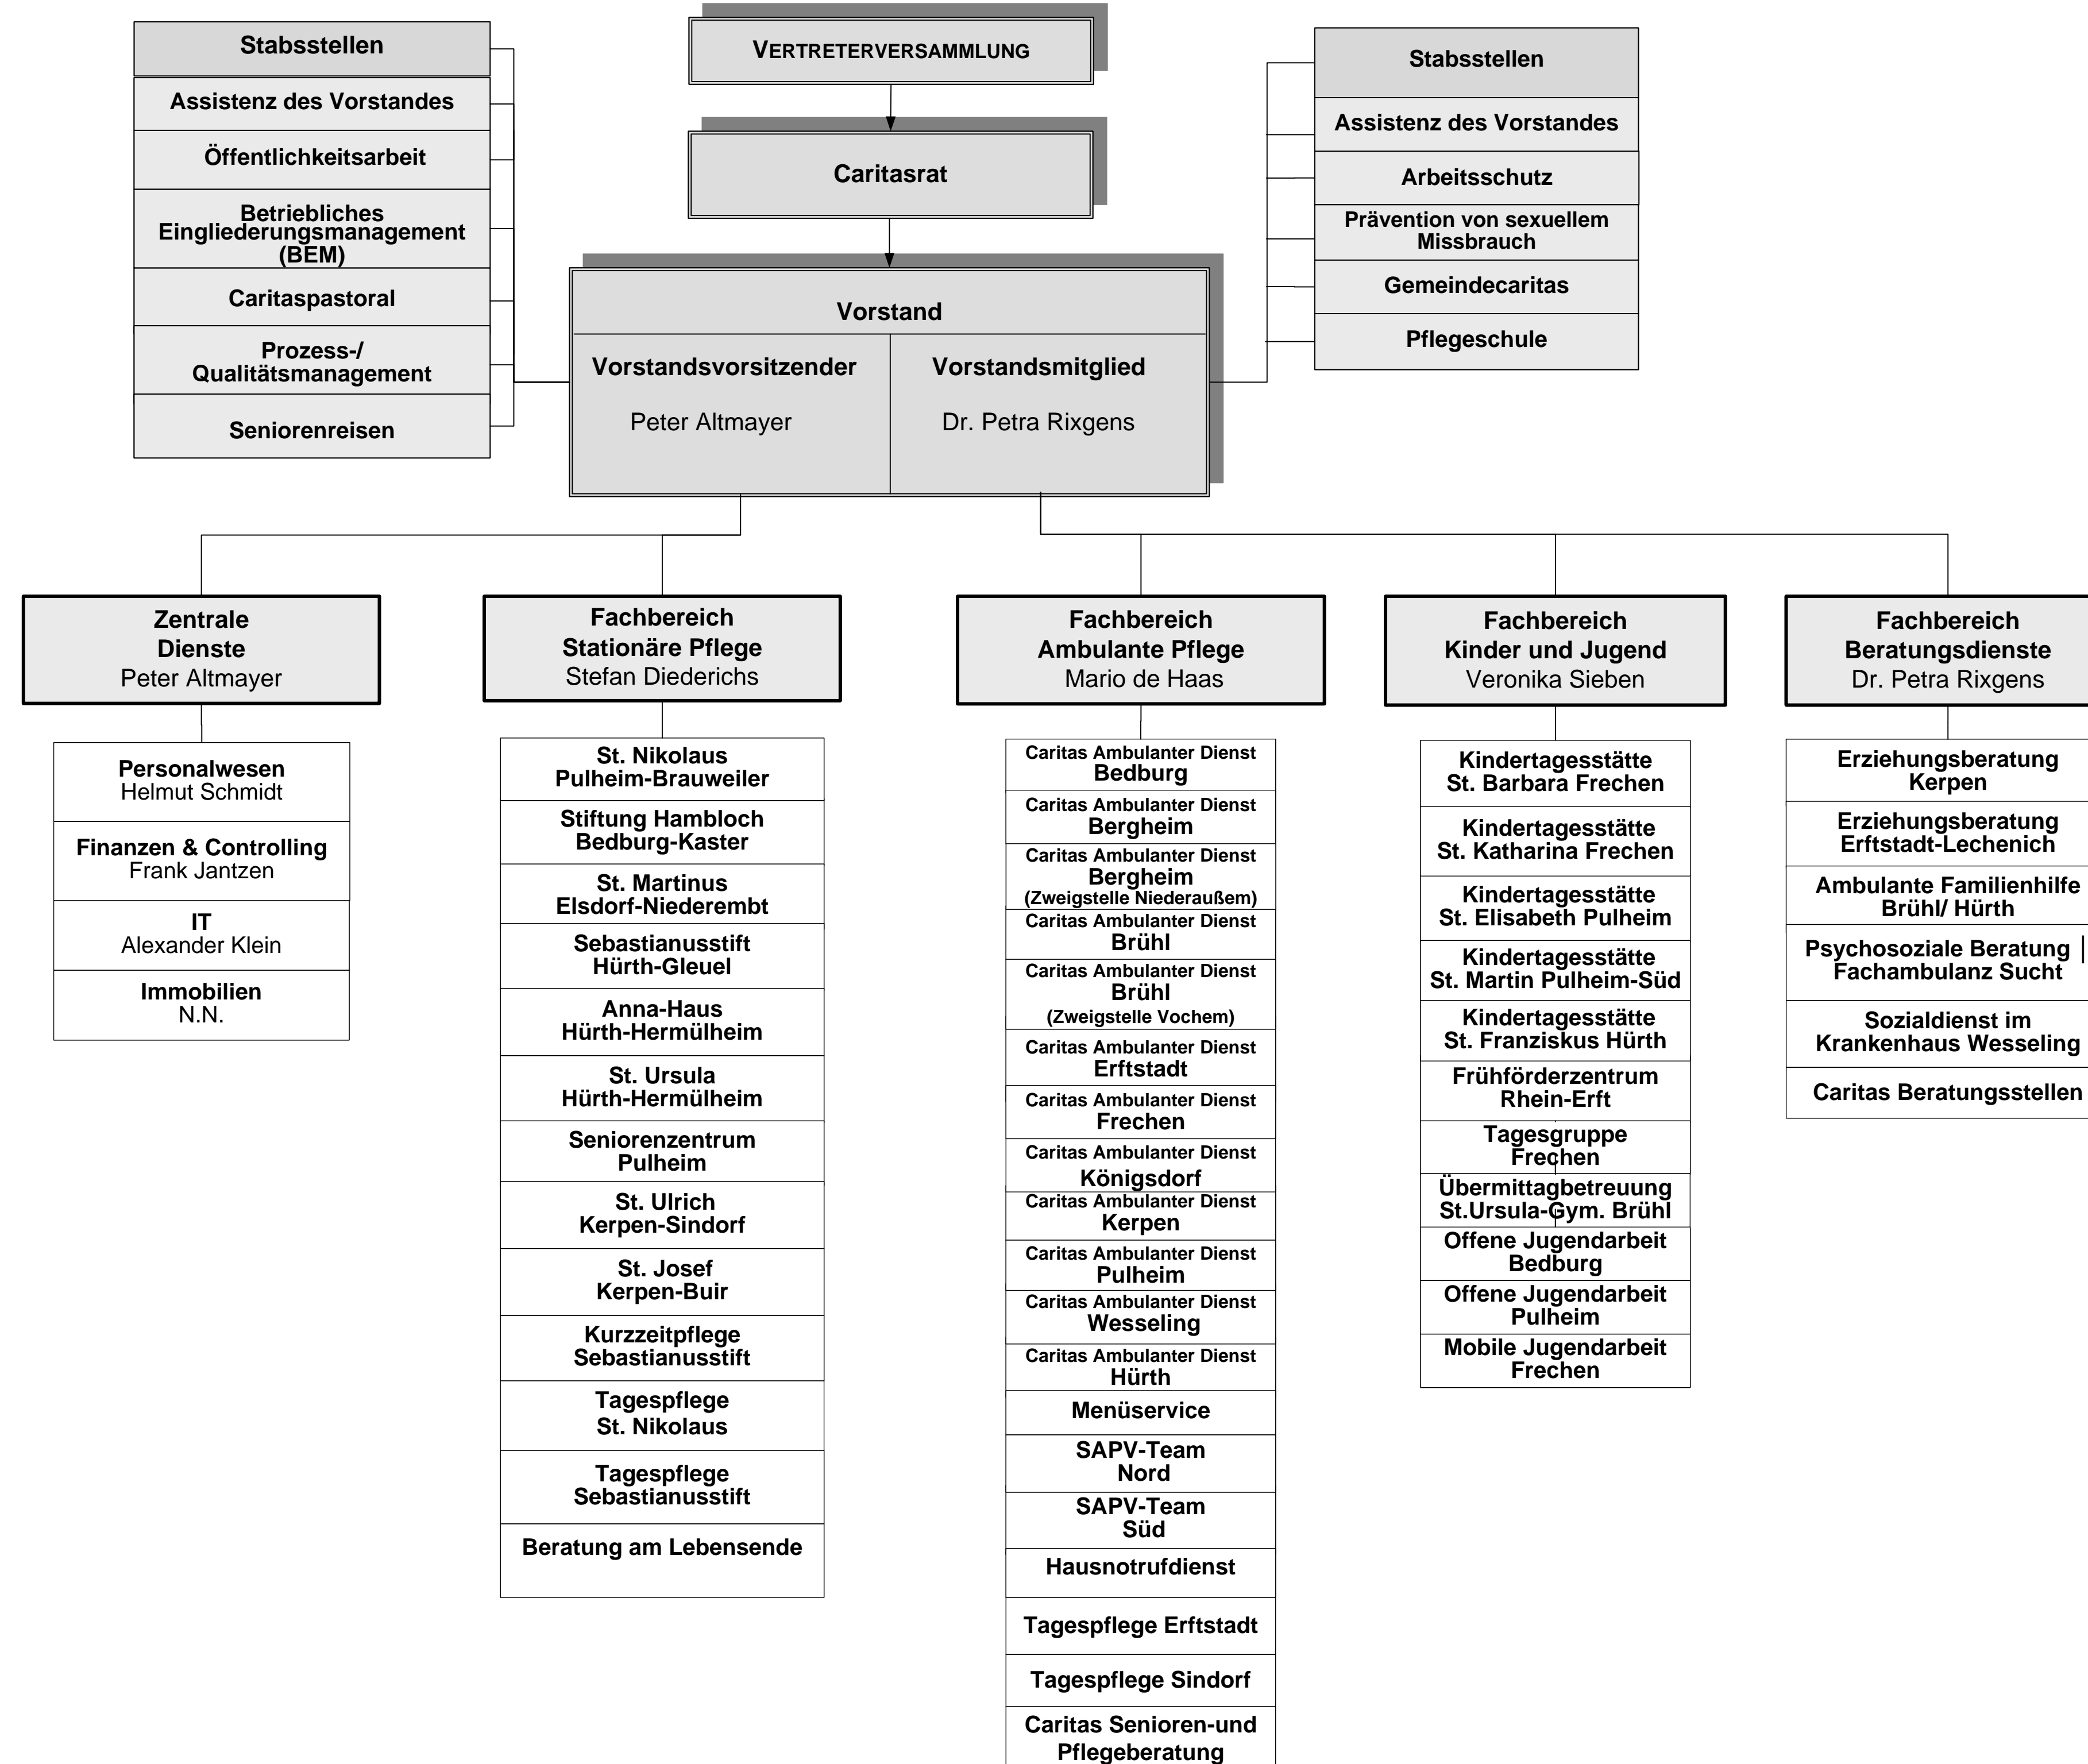 Stabsstellen
Assistenz des Vorstandes
Öffentlichkeitsarbeit
Betriebliches
Eingliederungsmanagement
(BEM)
Caritaspastoral
Prozess-/
Qualitätsmanagement
Seniorenreisen
VERTRETERVERSAMMLUNG
Caritasrat
Vorstand
Vorstandsvorsitzender
Peter Altmayer
Vorstandsmitglied
Dr. Petra Rixgens
Stabsstellen
Assistenz des Vorstandes
Arbeitsschutz
Prävention von sexuellem
Missbrauch
Gemeindecaritas
Pflegeschule
Zentrale
Dienste
Peter Altmayer
Personalwesen
Helmut Schmidt
Finanzen & Controlling
Frank Jantzen
IT
Alexander Klein
Immobilien
N.N.
Fachbereich
Stationäre Pflege
Stefan Diederichs
St. Nikolaus
Pulheim-Brauweiler
Stiftung Hambloch
Bedburg-Kaster
St. Martinus
Elsdorf-Niederembt
Sebastianusstift
Hürth-Gleuel
Anna-Haus
Hürth-Hermülheim
St. Ursula
Hürth-Hermülheim
Seniorenzentrum
Pulheim
St. Ulrich
Kerpen-Sindorf
St. Josef
Kerpen-Buir
Kurzzeitpflege
Sebastianusstift
Tagespflege
St. Nikolaus
Tagespflege
Sebastianusstift
Beratung am Lebensende
Fachbereich
Ambulante Pflege
Mario de Haas
Caritas Ambulanter Dienst
Bedburg
Caritas Ambulanter Dienst
Bergheim
Caritas Ambulanter Dienst
Bergheim
(Zweigstelle Niederaußem)
Caritas Ambulanter Dienst
Brühl
Caritas Ambulanter Dienst
Brühl
(Zweigstelle Vochem)
Caritas Ambulanter Dienst
Erftstadt
Caritas Ambulanter Dienst
Frechen
Caritas Ambulanter Dienst
Königsdorf
Caritas Ambulanter Dienst
Kerpen
Caritas Ambulanter Dienst
Pulheim
Caritas Ambulanter Dienst
Wesseling
Caritas Ambulanter Dienst
Hürth
Menüservice
SAPV-Team
Nord
SAPV-Team
Süd
Hausnotrufdienst
Tagespflege Erftstadt
Tagespflege Sindorf
Caritas Senioren-und
Pflegeberatung
Fachbereich
Kinder und Jugend
Veronika Sieben
Kindertagesstätte
St. Barbara Frechen
Kindertagesstätte
St. Katharina Frechen
Kindertagesstätte
St. Elisabeth Pulheim
Kindertagesstätte
St. Martin Pulheim-Süd
Kindertagesstätte
St. Franziskus Hürth
Frühförderzentrum
Rhein-Erft
Tagesgruppe
Frechen
Übermittagbetreuung
St.Ursula-Gym. Brühl
Offene Jugendarbeit
Bedburg
Offene Jugendarbeit
Pulheim
Mobile Jugendarbeit
Frechen
Fachbereich
Beratungsdienste
Dr. Petra Rixgens
Erziehungsberatung
Kerpen
Erziehungsberatung
Erftstadt-Lechenich
Ambulante Familienhilfe
Brühl/ Hürth
Psychosoziale Beratung |
Fachambulanz Sucht
Sozialdienst im
Krankenhaus Wesseling
Caritas Beratungsstellen